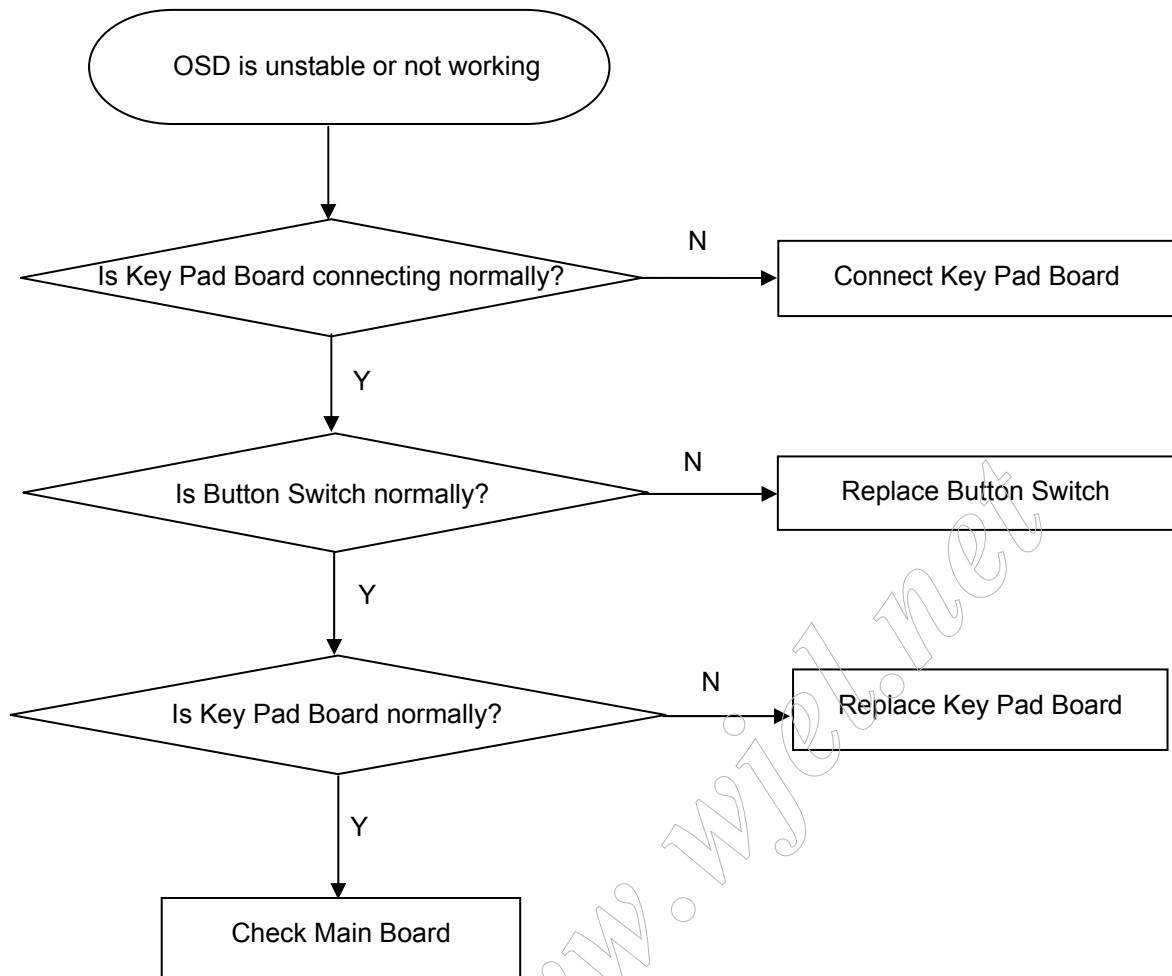 OSD is unstable or not working
Is Key Pad Board connecting normally?
N
Connect Key Pad Board
Y
Is Button Switch normally?
N
Replace Button Switch
Y
Is Key Pad Board normally?
N
Replace Key Pad Board
Y
Check Main Board
w.wjel.net